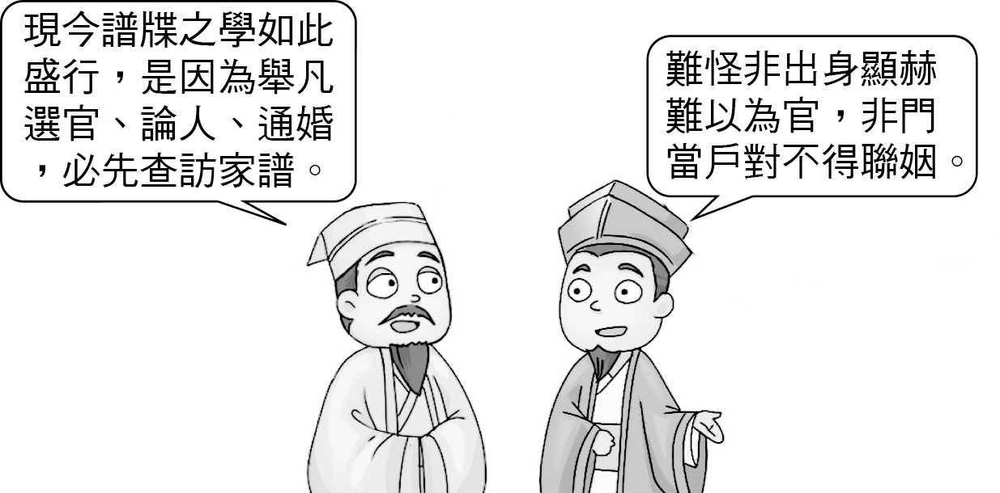 現今譜牒之學如此
盛行，是因為舉凡
選官、論人、通婚
，必先查訪家譜。
難怪非出身顯赫
難以為官，非門
當戶對不得聯姻。